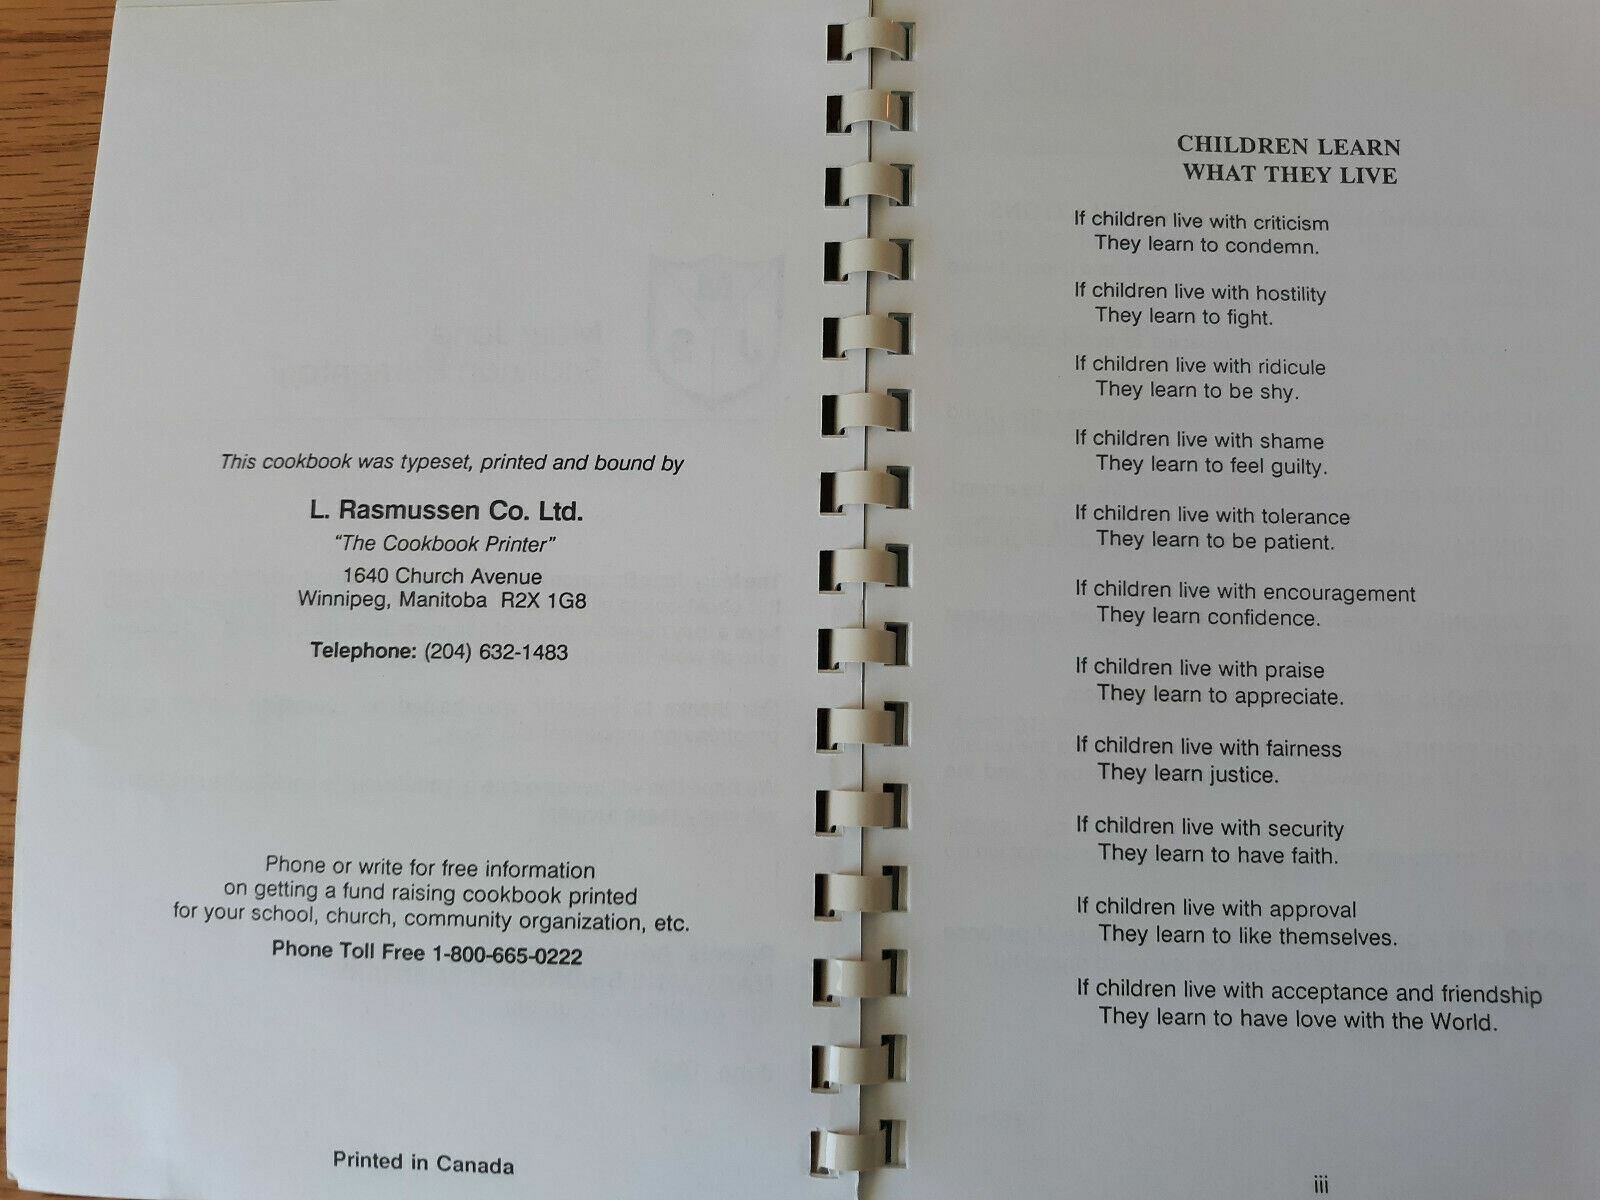 This cookbook was typeset, printed and bound by
L. Rasmussen Co. Ltd.
"The Cookbook Printer"
1640 Church Avenue
Winnipeg, Manitoba R2X 1G8
Telephone: (204) 632-1483
Phone or write for free information
on getting a fund raising cookbook printed
for your school, church, community organization, etc.
Phone Toll Free 1-800-665-0222
Printed in Canada
CHILDREN LEARN
WHAT THEY LIVE
If children live with criticism
They learn to condemn.
If children live with hostility
They learn to fight.
If children live with ridicule
They learn to be shy.
If children live with shame
They learn to feel guilty.
If children live with tolerance
They learn to be patient.
If children live with encouragement
They learn confidence.
If children live with praise
They learn to appreciate.
If children live with fairness
They learn justice.
If children live with security
They learn to have faith.
If children live with approval
They learn to like themselves.
If children live with acceptance and friendship
They learn to have love with the World.
iii